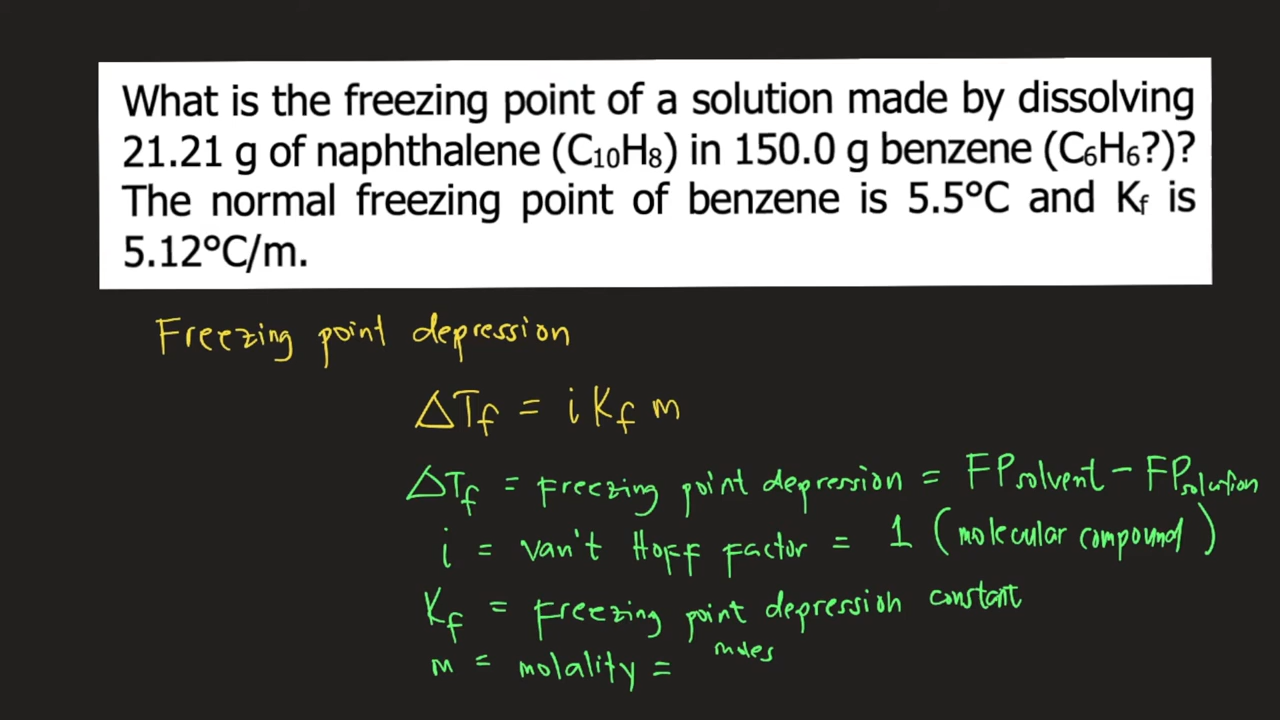 What is the freezing point of a solution made by dissolving
21.21 g of naphthalene (C₁₀H₈) in 150.0 g benzene (C₆H₆?)?
The normal freezing point of benzene is 5.5°C and Kf is
5.12°C/m.
Freezing point depression
ΔTf = i Kf m
ΔTf = freezing point depression = FPsolvent - FPsolution
i = van't Hoff factor = 1 (molecular compound)
Kf = freezing point depression constant
m = molality = moles